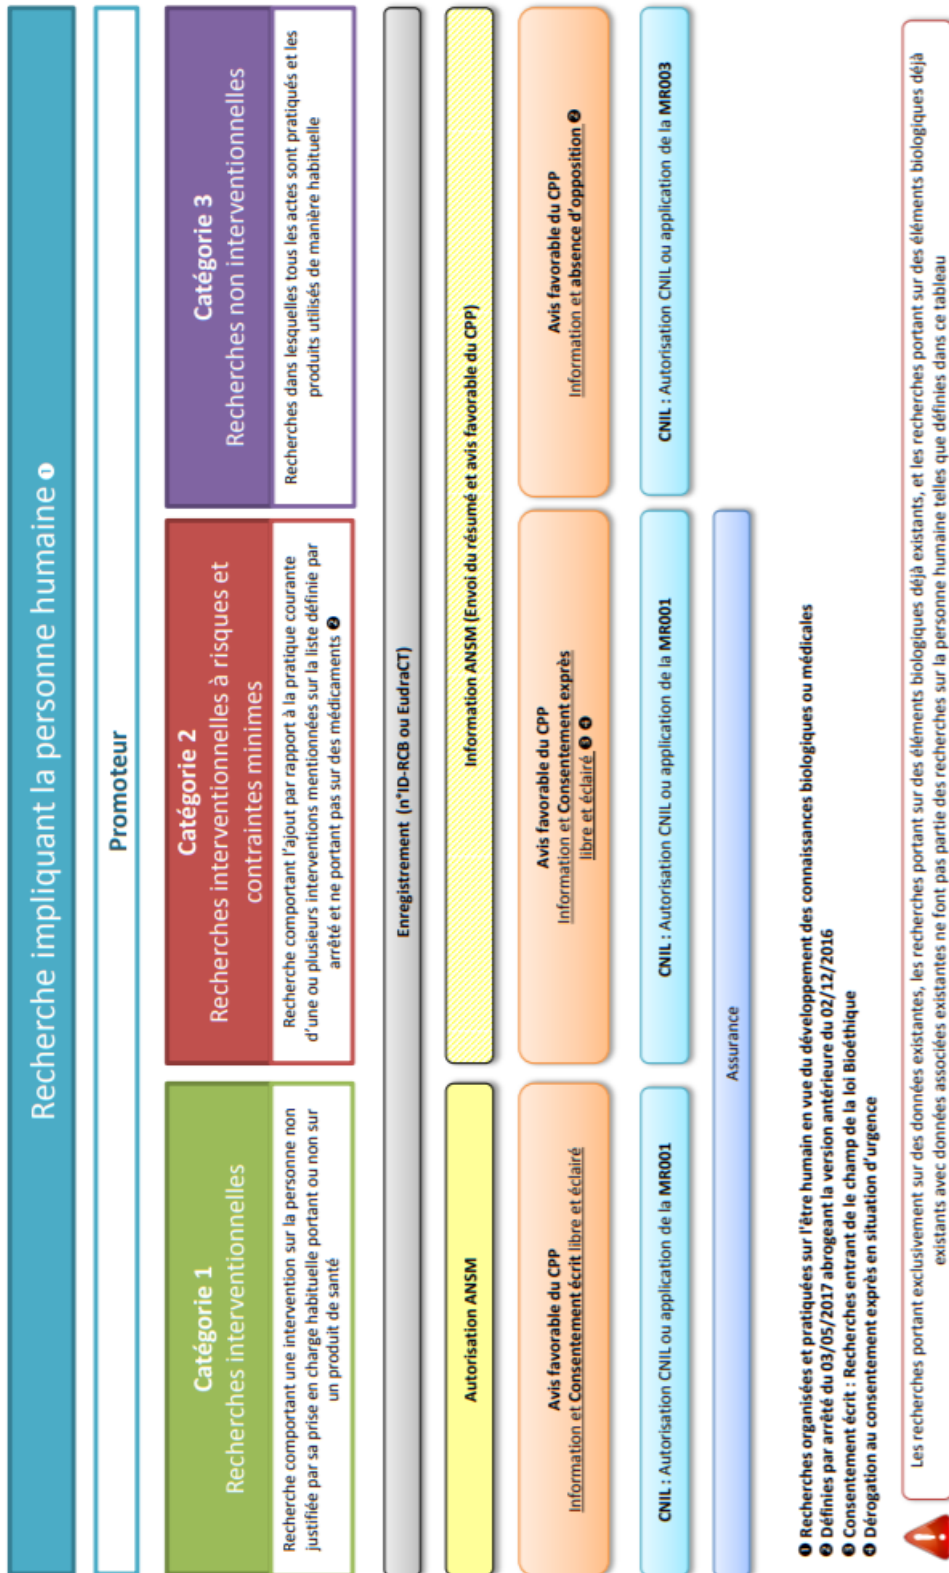 Recherche impliquant la personne humaine ❶
Promoteur
Catégorie 1
Recherches interventionnelles
Recherche comportant une intervention sur la personne non
justifiée par sa prise en charge habituelle portant ou non sur
un produit de santé
Catégorie 2
Recherches interventionnelles à risques et
contraintes minimes
Recherche comportant l'ajout par rapport à la pratique courante
d'une ou plusieurs interventions mentionnées sur la liste définie par
arrêté et ne portant pas sur des médicaments ❷
Catégorie 3
Recherches non interventionnelles
Recherches dans lesquelles tous les actes sont pratiqués et les
produits utilisés de manière habituelle
Enregistrement (n°ID-RCB ou EudraCT)
Autorisation ANSM
Information ANSM (Envoi du résumé et avis favorable du CPP)
Avis favorable du CPP
Information et Consentement écrit libre et éclairé
Avis favorable du CPP
Information et Consentement exprès
libre et éclairé ❸ ❹
Avis favorable du CPP
Information et absence d'opposition ❷
CNIL : Autorisation CNIL ou application de la MR001
CNIL : Autorisation CNIL ou application de la MR001
CNIL : Autorisation CNIL ou application de la MR003
Assurance
❶ Recherches organisées et pratiquées sur l'être humain en vue du développement des connaissances biologiques ou médicales
❷ Définies par arrêté du 03/05/2017 abrogeant la version antérieure du 02/12/2016
❸ Consentement écrit : Recherches entrant de le champ de la loi Bioéthique
❹ Dérogation au consentement exprès en situation d'urgence
Les recherches portant exclusivement sur des données existantes, les recherches portant sur des éléments biologiques déjà existants, et les recherches portant sur des éléments biologiques déjà
existants avec données associées existantes ne font pas partie des recherches sur la personne humaine telles que définies dans ce tableau